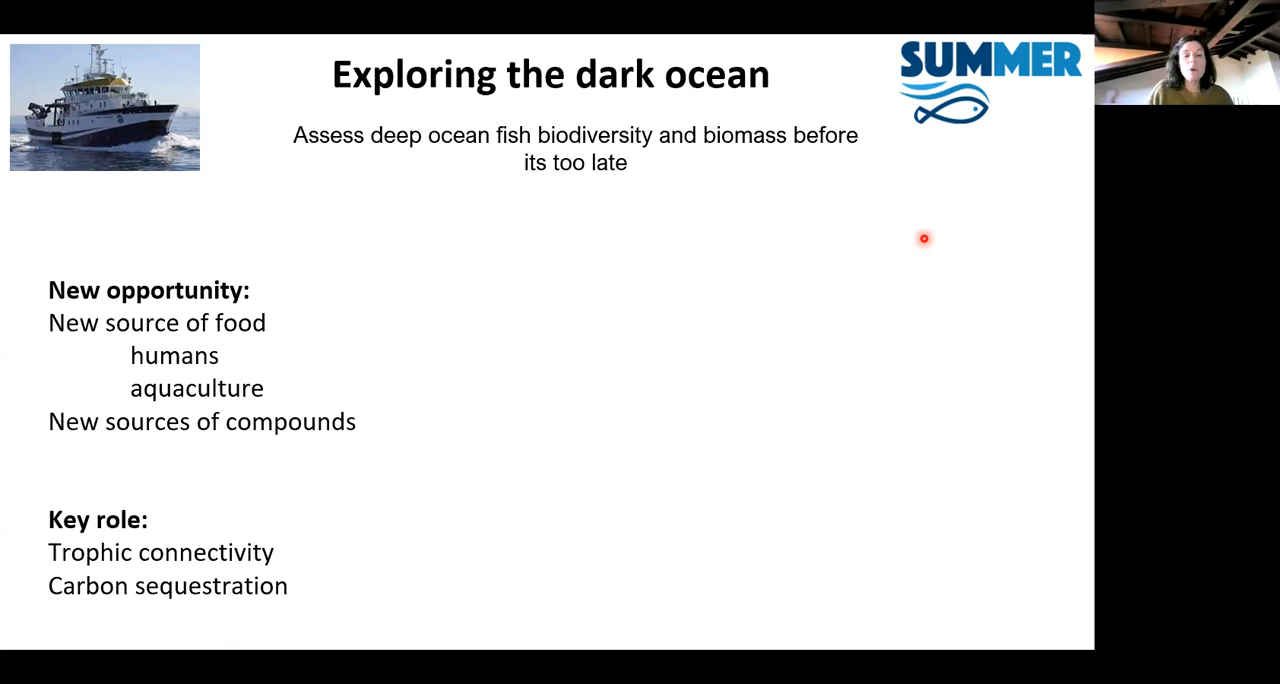 Exploring the dark ocean
SUMMER
Assess deep ocean fish biodiversity and biomass before
its too late
New opportunity:
New source of food
humans
aquaculture
New sources of compounds
Key role:
Trophic connectivity
Carbon sequestration